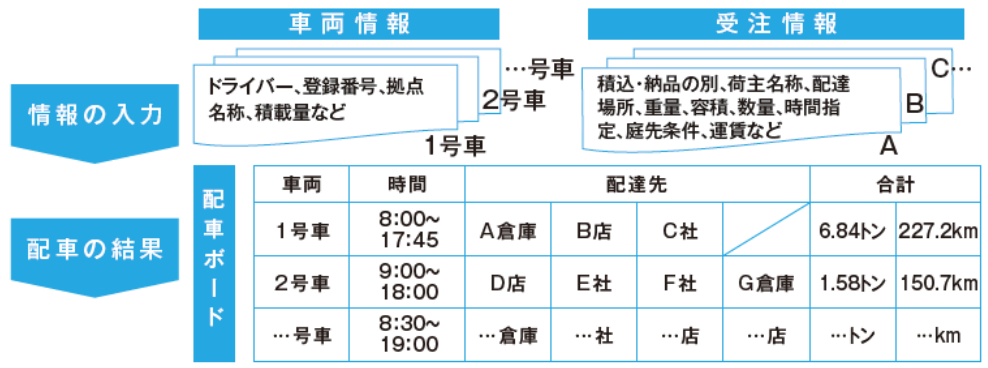 車両情報
受注情報
情報の入力
ドライバー、登録番号、拠点
名称、積載量など
1号車
2号車
…号車
積込・納品の別、荷主名称、配達
場所、重量、容積、数量、時間指
定、庭先条件、運賃など
A
B
C…
配車の結果
配車ボード
車両 時間 配達先 合計
1号車 8:00~17:45 A倉庫 B店 C社 6.84トン 227.2km
2号車 9:00~18:00 D店 E社 F社 G倉庫 1.58トン 150.7km
…号車 8:30~19:00 …倉庫 …社 …店 …店 …トン …km